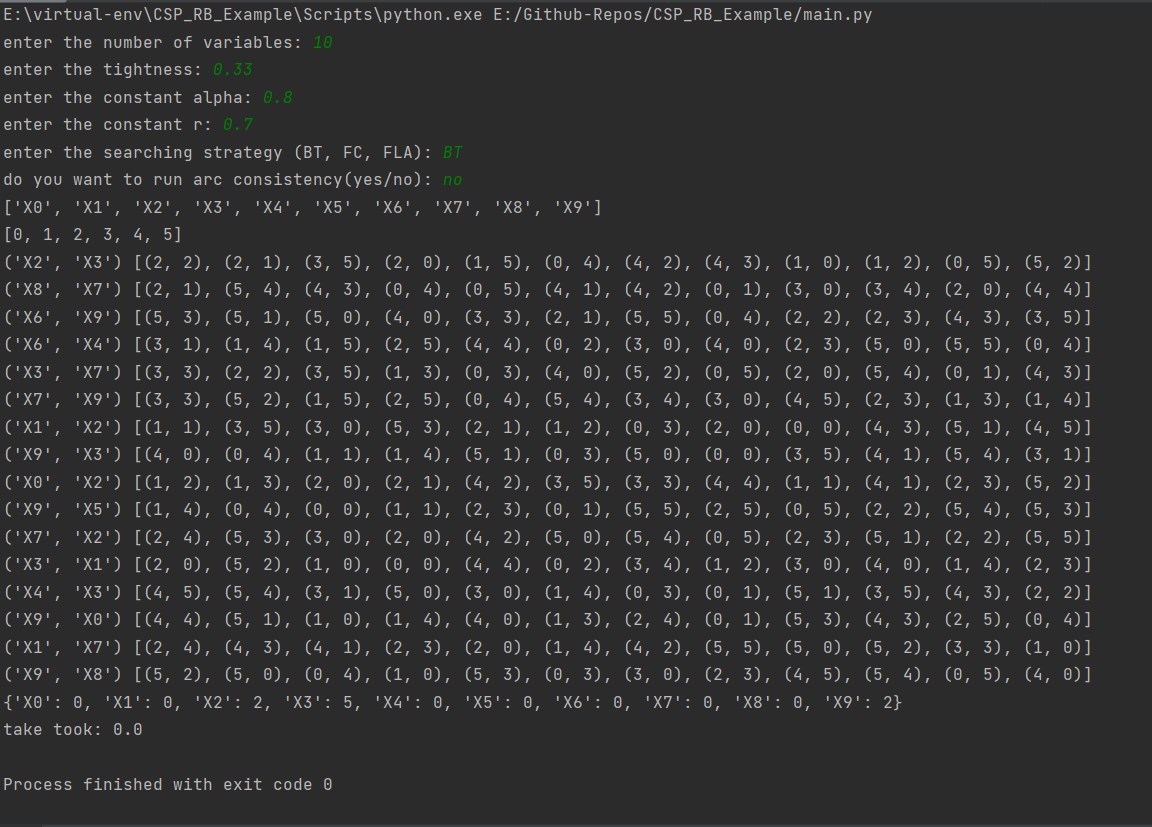 E:\virtual-env\CSP_RB_Example\Scripts\python.exe E:/Github-Repos/CSP_RB_Example/main.py
enter the number of variables: 10
enter the tightness: 0.33
enter the constant alpha: 0.8
enter the constant r: 0.7
enter the searching strategy (BT, FC, FLA): BT
do you want to run arc consistency(yes/no): no
['X0', 'X1', 'X2', 'X3', 'X4', 'X5', 'X6', 'X7', 'X8', 'X9']
[0, 1, 2, 3, 4, 5]
('X2', 'X3') [(2, 2), (2, 1), (3, 5), (2, 0), (1, 5), (0, 4), (4, 2), (4, 3), (1, 0), (1, 2), (0, 5), (5, 2)]
('X8', 'X7') [(2, 1), (5, 4), (4, 3), (0, 4), (0, 5), (4, 1), (4, 2), (0, 1), (3, 0), (3, 4), (2, 0), (4, 4)]
('X6', 'X9') [(5, 3), (5, 1), (5, 0), (4, 0), (3, 3), (2, 1), (5, 5), (0, 4), (2, 2), (2, 3), (4, 3), (3, 5)]
('X6', 'X4') [(3, 1), (1, 4), (1, 5), (2, 5), (4, 4), (0, 2), (3, 0), (4, 0), (2, 3), (5, 0), (5, 5), (0, 4)]
('X3', 'X7') [(3, 3), (2, 2), (3, 5), (1, 3), (0, 3), (4, 0), (5, 2), (0, 5), (2, 0), (5, 4), (0, 1), (4, 3)]
('X7', 'X9') [(3, 3), (5, 2), (1, 5), (2, 5), (0, 4), (5, 4), (3, 4), (3, 0), (4, 5), (2, 3), (1, 3), (1, 4)]
('X1', 'X2') [(1, 1), (3, 5), (3, 0), (5, 3), (2, 1), (1, 2), (0, 3), (2, 0), (0, 0), (4, 3), (5, 1), (4, 5)]
('X9', 'X3') [(4, 0), (0, 4), (1, 1), (1, 4), (5, 1), (0, 3), (5, 0), (0, 0), (3, 5), (4, 1), (5, 4), (3, 1)]
('X0', 'X2') [(1, 2), (1, 3), (2, 0), (2, 1), (4, 2), (3, 5), (3, 3), (4, 4), (1, 1), (4, 1), (2, 3), (5, 2)]
('X9', 'X5') [(1, 4), (0, 4), (0, 0), (1, 1), (2, 3), (0, 1), (5, 5), (2, 5), (0, 5), (2, 2), (5, 4), (5, 3)]
('X7', 'X2') [(2, 4), (5, 3), (3, 0), (2, 0), (4, 2), (5, 0), (5, 4), (0, 5), (2, 3), (5, 1), (2, 2), (5, 5)]
('X3', 'X1') [(2, 0), (5, 2), (1, 0), (0, 0), (4, 4), (0, 2), (3, 4), (1, 2), (3, 0), (4, 0), (1, 4), (2, 3)]
('X4', 'X3') [(4, 5), (5, 4), (3, 1), (5, 0), (3, 0), (1, 4), (0, 3), (0, 1), (5, 1), (3, 5), (4, 3), (2, 2)]
('X9', 'X0') [(4, 4), (5, 1), (1, 0), (1, 4), (4, 0), (1, 3), (2, 4), (0, 1), (5, 3), (4, 3), (2, 5), (0, 4)]
('X1', 'X7') [(2, 4), (4, 3), (4, 1), (2, 3), (2, 0), (1, 4), (4, 2), (5, 5), (5, 0), (5, 2), (3, 3), (1, 0)]
('X9', 'X8') [(5, 2), (5, 0), (0, 4), (1, 0), (5, 3), (0, 3), (3, 0), (2, 3), (4, 5), (5, 4), (0, 5), (4, 0)]
{'X0': 0, 'X1': 0, 'X2': 2, 'X3': 5, 'X4': 0, 'X5': 0, 'X6': 0, 'X7': 0, 'X8': 0, 'X9': 2}
take took: 0.0
Process finished with exit code 0